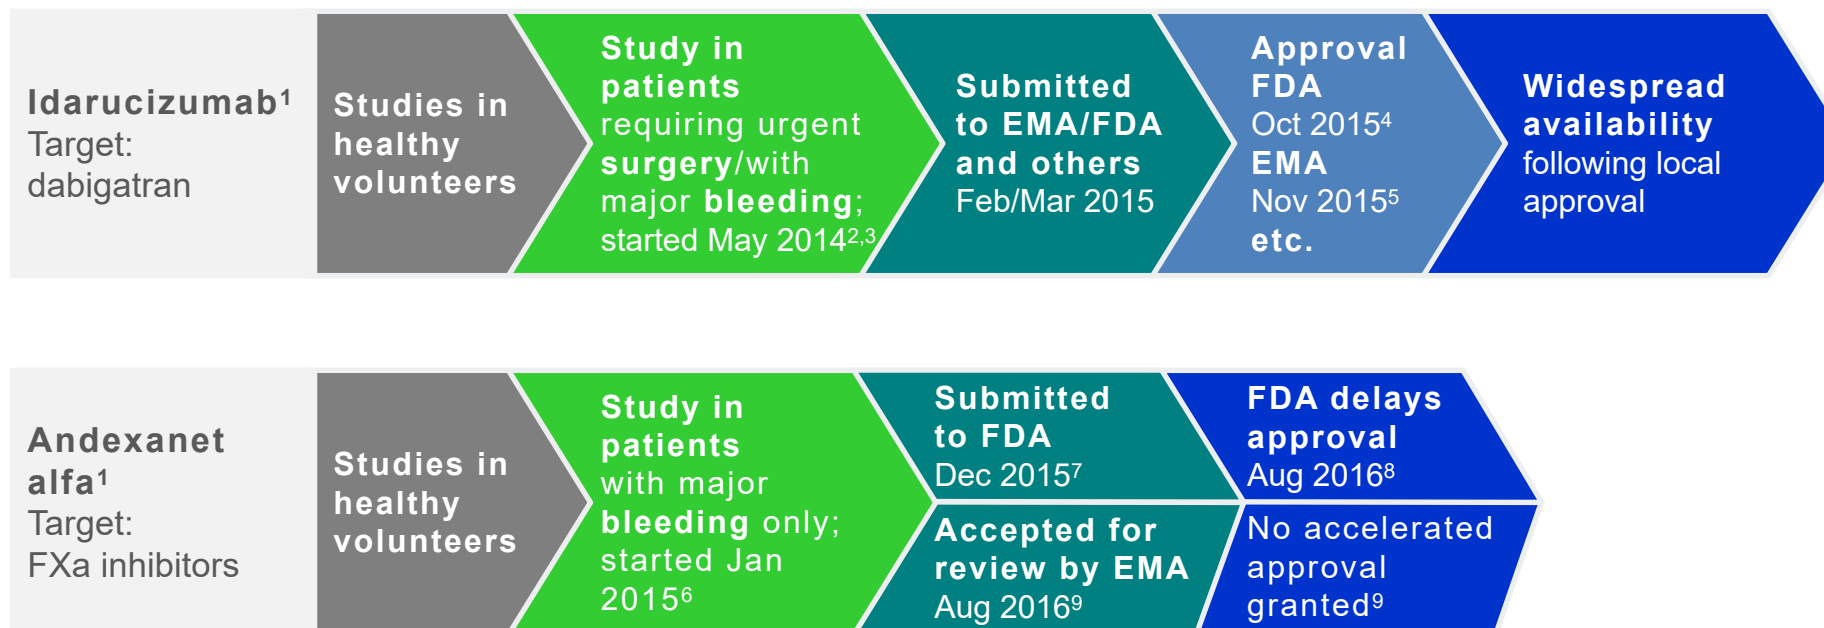 Idarucizumab¹
Target:
dabigatran
Studies in
healthy
volunteers
Study in
patients
requiring urgent
surgery/with
major bleeding;
started May 2014²,³
Submitted
to EMA/FDA
and others
Feb/Mar 2015
Approval
FDA
Oct 2015⁴
EMA
Nov 2015⁵
etc.
Widespread
availability
following local
approval
Andexanet
alfa¹
Target:
FXa inhibitors
Studies in
healthy
volunteers
Study in
patients
with major
bleeding only;
started Jan
2015⁶
Submitted
to FDA
Dec 2015⁷
Accepted for
review by EMA
Aug 2016⁹
FDA delays
approval
Aug 2016⁸
No accelerated
approval
granted⁹